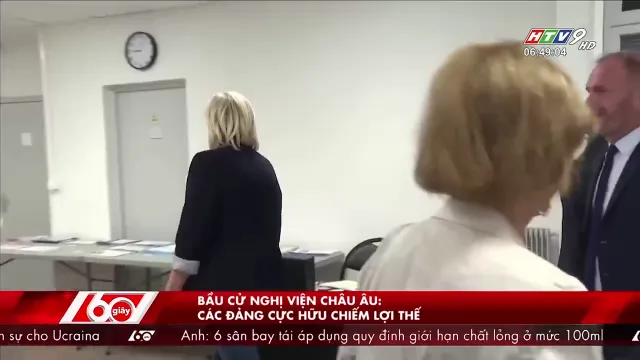 HTV9 HD
06:49:04
60 giây
BẦU CỬ NGHỊ VIỆN CHÂU ÂU:
CÁC ĐẢNG CỰC HỮU CHIẾM LỢI THẾ
n sự cho Ucraina 60 Anh: 6 sân bay tái áp dụng quy định giới hạn chất lỏng ở mức 100ml